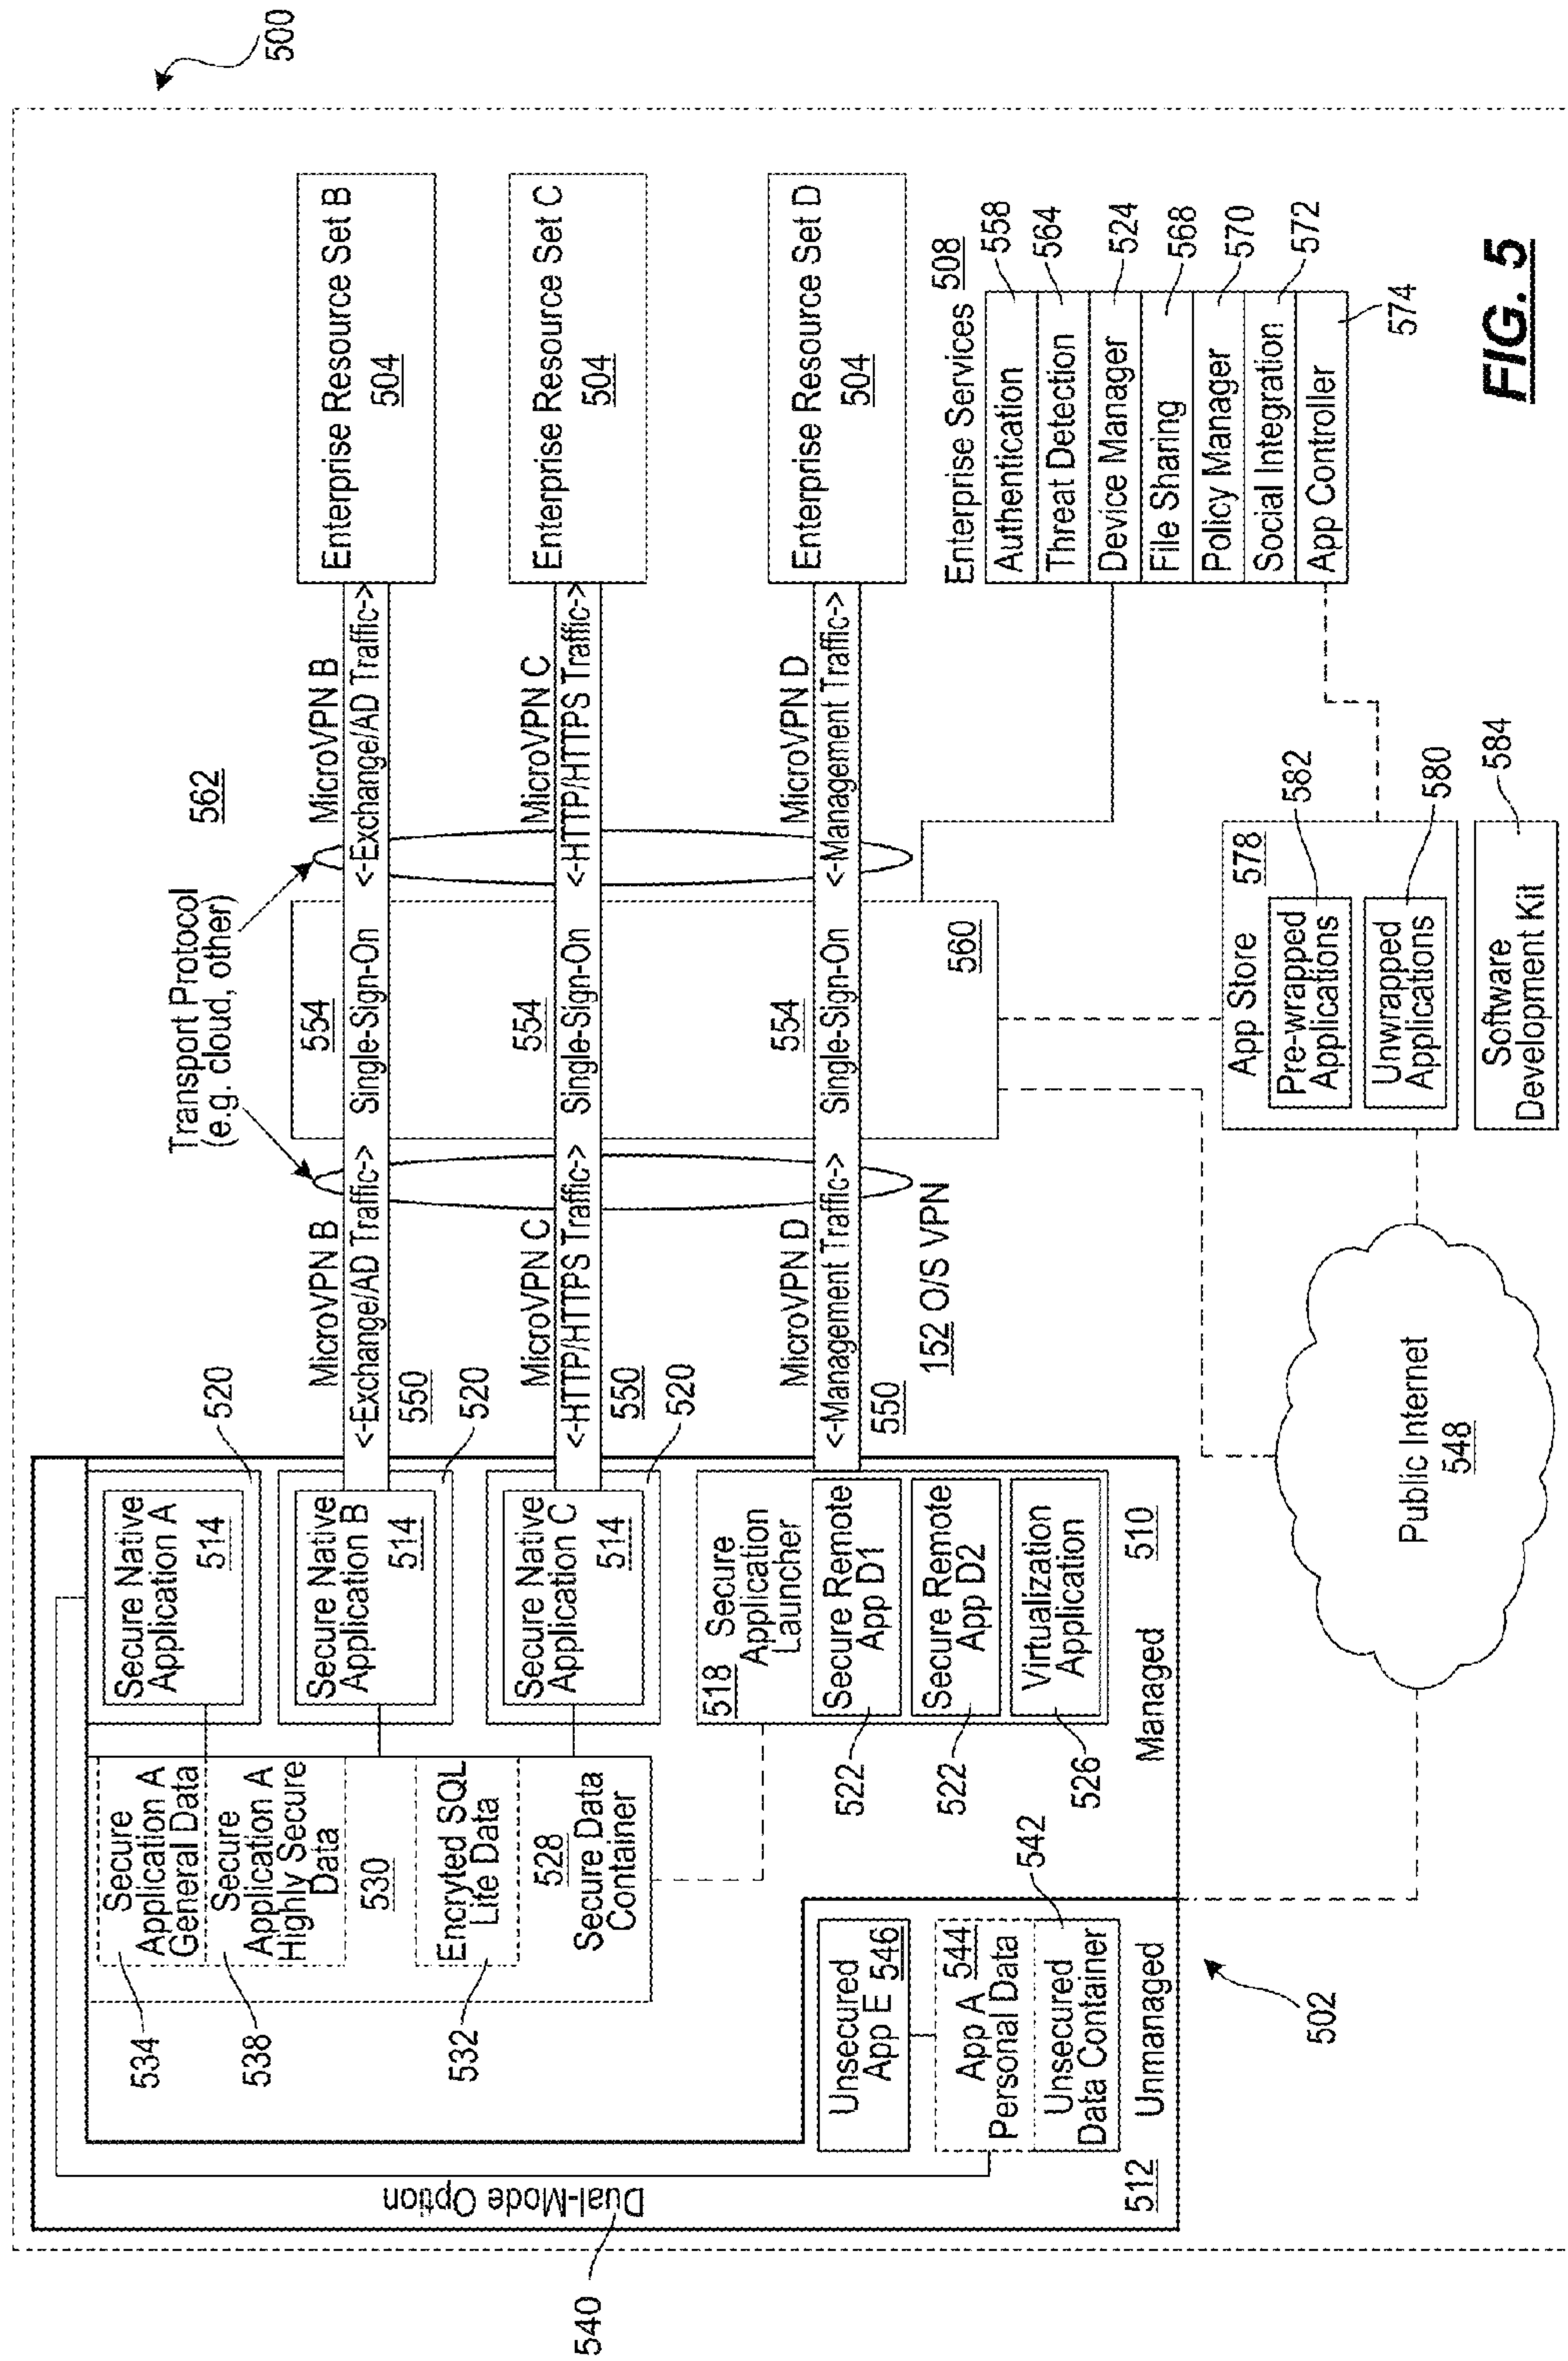 500
562
Transport Protocol
(e.g. cloud, other)
540
Dual-Mode Option
534
538
532
Secure
Application A
General Data
Secure
Application A
Highly Secure
Data
530
Encryted SQL
Life Data
528
Secure Data
Container
Secure Native
Application A
514
520
Secure Native
Application B
514
520
Secure Native
Application C
514
520
518 Secure
Application
Launcher
Secure Remote
App D1
Secure Remote
App D2
Virtualization
Application
522
522
526
510
Managed
Unsecured
App E 546
App A 544
Personal Data
Unsecured
Data Container
542
Unmanaged
512
502
MicroVPN B
<-Exchange/AD Traffic->
550
554
Single-Sign-On
MicroVPN B
<-Exchange/AD Traffic->
Enterprise Resource Set B
504
MicroVPN C
<-HTTP/HTTPS Traffic->
550
554
Single-Sign-On
MicroVPN C
<-HTTP/HTTPS Traffic->
Enterprise Resource Set C
504
MicroVPN D
<-Management Traffic->
550
554
Single-Sign-On
MicroVPN D
<-Management Traffic->
Enterprise Resource Set D
504
152 O/S VPN
560
Enterprise Services 508
Authentication
558
Threat Detection
564
Device Manager
524
File Sharing
568
Policy Manager
570
Social Integration
572
App Controller
574
Public Internet
548
App Store 578
Pre-wrapped
Applications
582
Unwrapped
Applications
580
Software
Development Kit
584
FIG. 5